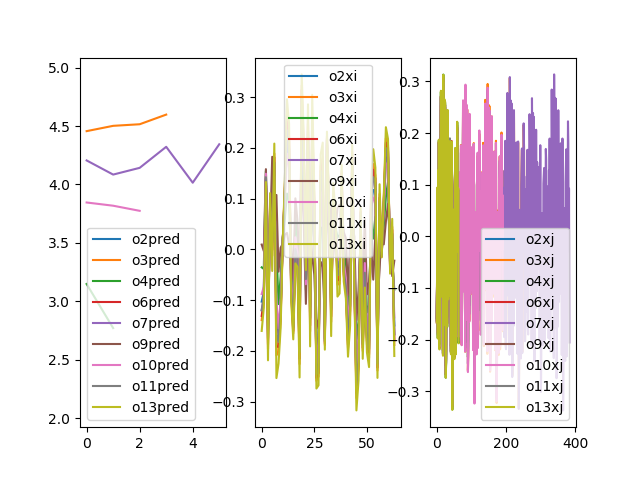 5.0
4.5
4.0
3.5
3.0
2.5
2.0
0
2
4
o2pred
o3pred
o4pred
o6pred
o7pred
o9pred
o10pred
o11pred
o13pred
0.3
0.2
0.1
0.0
−0.1
−0.2
−0.3
0
25
50
o2xi
o3xi
o4xi
o6xi
o7xi
o9xi
o10xi
o11xi
o13xi
0.3
0.2
0.1
0.0
−0.1
−0.2
−0.3
0
200
400
o2xj
o3xj
o4xj
o6xj
o7xj
o9xj
o10xj
o11xj
o13xj